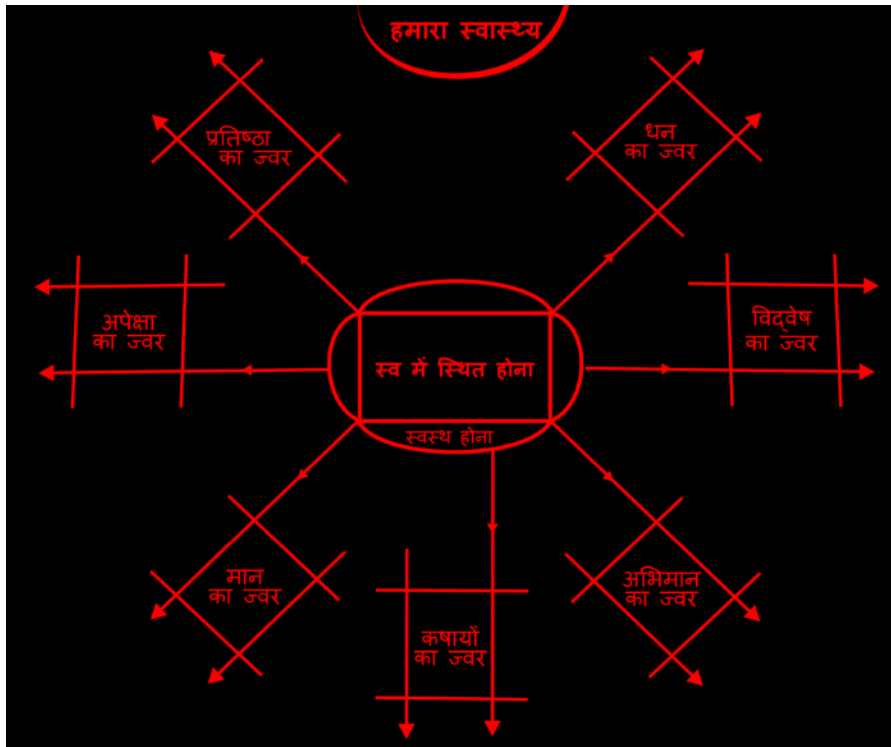 हमारा स्वास्थ्य
प्रतिष्ठा
का ज्वर
धन
का ज्वर
अपेक्षा
का ज्वर
विद्वेष
का ज्वर
स्व में स्थित होना
स्वस्थ होना
मान
का ज्वर
अभिमान
का ज्वर
कषायों
का ज्वर